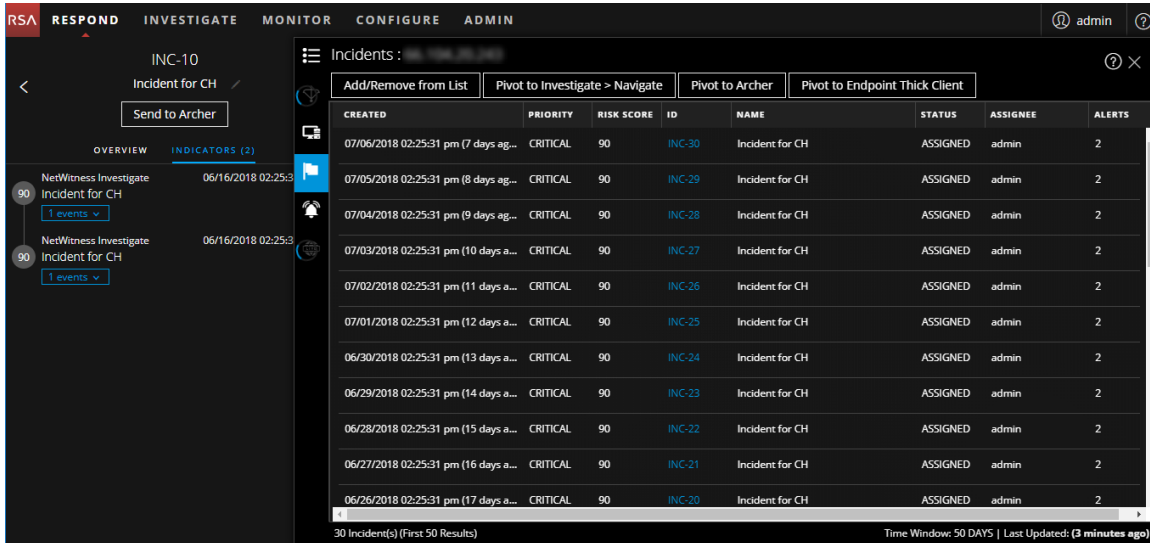 RSA RESPOND INVESTIGATE MONITOR CONFIGURE ADMIN admin
INC-10
Incident for CH
Send to Archer
OVERVIEW INDICATORS (2)
NetWitness Investigate 06/16/2018 02:25:3
90 Incident for CH
1 events
NetWitness Investigate 06/16/2018 02:25:3
90 Incident for CH
1 events
Incidents :
Add/Remove from List Pivot to Investigate > Navigate Pivot to Archer Pivot to Endpoint Thick Client
CREATED PRIORITY RISK SCORE ID NAME STATUS ASSIGNEE ALERTS
07/06/2018 02:25:31 pm (7 days ag... CRITICAL 90 INC-30 Incident for CH ASSIGNED admin 2
07/05/2018 02:25:31 pm (8 days ag... CRITICAL 90 INC-29 Incident for CH ASSIGNED admin 2
07/04/2018 02:25:31 pm (9 days ag... CRITICAL 90 INC-28 Incident for CH ASSIGNED admin 2
07/03/2018 02:25:31 pm (10 days a... CRITICAL 90 INC-27 Incident for CH ASSIGNED admin 2
07/02/2018 02:25:31 pm (11 days a... CRITICAL 90 INC-26 Incident for CH ASSIGNED admin 2
07/01/2018 02:25:31 pm (12 days a... CRITICAL 90 INC-25 Incident for CH ASSIGNED admin 2
06/30/2018 02:25:31 pm (13 days a... CRITICAL 90 INC-24 Incident for CH ASSIGNED admin 2
06/29/2018 02:25:31 pm (14 days a... CRITICAL 90 INC-23 Incident for CH ASSIGNED admin 2
06/28/2018 02:25:31 pm (15 days a... CRITICAL 90 INC-22 Incident for CH ASSIGNED admin 2
06/27/2018 02:25:31 pm (16 days a... CRITICAL 90 INC-21 Incident for CH ASSIGNED admin 2
06/26/2018 02:25:31 pm (17 days a... CRITICAL 90 INC-20 Incident for CH ASSIGNED admin 2
30 Incident(s) (First 50 Results) Time Window: 50 DAYS | Last Updated: (3 minutes ago)